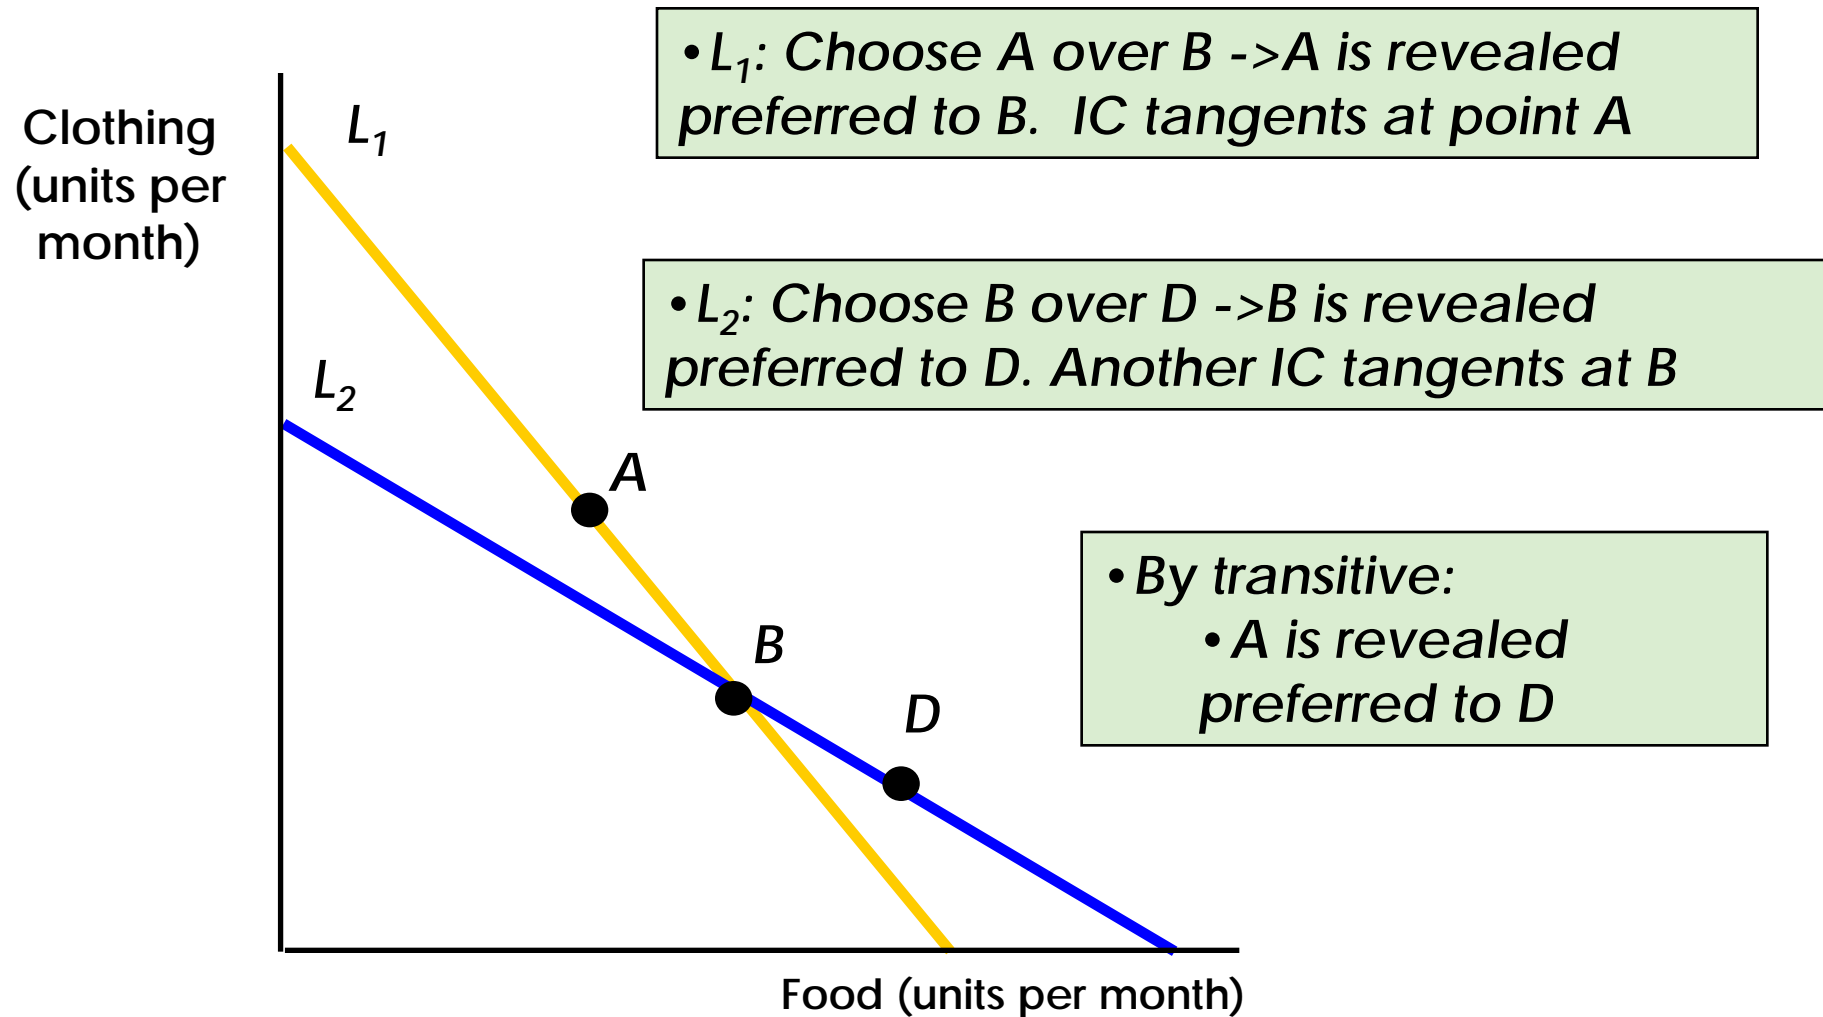 •L₁: Choose A over B ->A is revealed
preferred to B. IC tangents at point A
Clothing
(units per
month)
L₁
•L₂: Choose B over D ->B is revealed
preferred to D. Another IC tangents at B
L₂
A
•By transitive:
•A is revealed
preferred to D
B
D
Food (units per month)